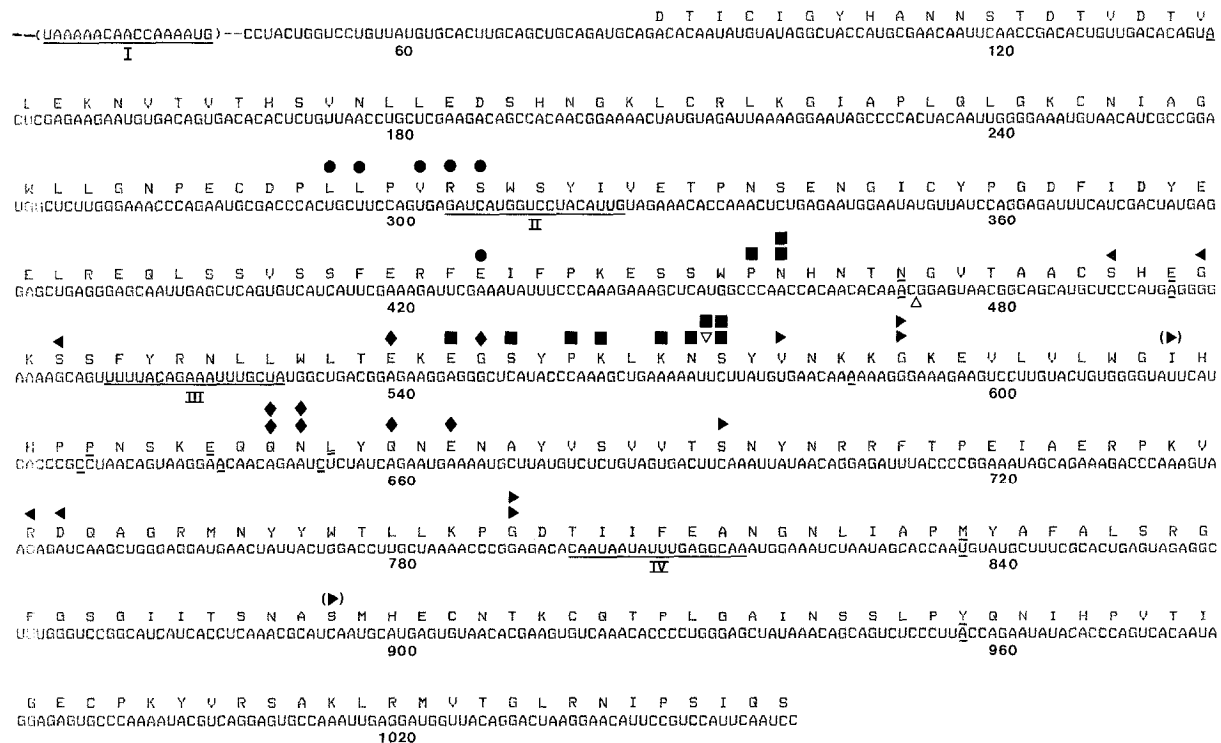 D T I C I G Y H A N N S T D T V D T V
--(UAAAAACAACCAAAAUG)--CCUACUGGUCCUGUUAUGUGCACUUGCAGCUGCAGAUGCAGACACAAUAUGUAUAGGCUACCAUGCGAACAAUUCAACCGACACUGUUGACACAGUA
I 60 120
L E K N V T V T H S V N L L E D S H N G K L C R L K G I A P L Q L G K C N I A G
CUCGAGAAGAAUGUGACAGUGACACACUCUGUUAACCUGCUCGAAGACAGCCACAACGGAAAACUAUGUAGAUUAAAAGGAAUAGCCCCACUACAAUUGGGGAAAUGUAACAUCGCCGGA
180 240
W L L G N P E C D P L L P V R S W S Y I V E T P N S E N G I C Y P G D F I D Y E
UGGCUCUUGGGAAACCCAGAAUGCGACCCACUGCUUCCAGUGAGAUCAUGGUCCUACAUUGUAGAAACACCAAACUCUGAGAAUGGAAUAUGUUAUCCAGGAGAUUUCAUCGACUAUGAG
300 II 360
E L R E Q L S S V S S F E R F E I F P K E S S W P N H N T N G V T A A C S H E G
GAGCUGAGGGAGCAAUUGAGCUCAGUGUCAUCAUUCGAAAGAUUCGAAAUAUUUCCCAAAGAAAGCUCAUGGCCCAACCACAACACAAACGGAGUAACGGCAGCAUGCUCCCAUGAGGGG
420 480
K S S F Y R N L L W L T E K E G S Y P K L K N S Y V N K K G K E V L V L W G I H
AAAAGCAGUUUUUACAGAAAUUUGCUAUGGCUGACGGAGAAGGAGGGCUCAUACCCAAAGCUGAAAAAUUCUUAUGUGAACAAAAAAGGGAAAGAAGUCCUUGUACUGUGGGGUAUUCAU
III 540 600
H P P N S K E Q Q N L Y Q N E N A Y V S V V T S N Y N R R F T P E I A E R P K V
CACCCGCCUAACAGUAAGGAACAACAGAAUCUCUAUCAGAAUGAAAAUGCUUAUGUCUCUGUAGUGACUUCAAAUUAUAACAGGAGAUUUACCCCGGAAAUAGCAGAAAGACCCAAAGUA
660 720
R D Q A G R M N Y Y W T L L K P G D T I I F E A N G N L I A P M Y A F A L S R G
AGAGAUCAAGCUGGGAGGAUGAACUAUUACUGGACCUUGCUAAAACCCGGAGACACAAUAAUAUUUGAGGCAAAUGGAAAUCUAAUAGCACCAAUGUAUGCUUUCGCACUGAGUAGAGGC
780 IV 840
F G S G I I T S N A S M H E C N T K C Q T P L G A I N S S L P Y Q N I H P V T I
UUUGGGUCCGGCAUCAUCACCUCAAACGCAUCAAUGCAUGAGUGUAACACGAAGUGUCAAACACCCCUGGGAGCUAUAAACAGCAGUCUCCCUUACCAGAAUAUACACCCAGUCACAAUA
900 960
G E C P K Y V R S A K L R M V T G L R N I P S I Q S
GGAGAGUGCCCAAAAUACGUCAGGAGUGCCAAAUUGAGGAUGGUUACAGGACUAAGGAACAUUCCGUCCAUUCAAUCC
1020